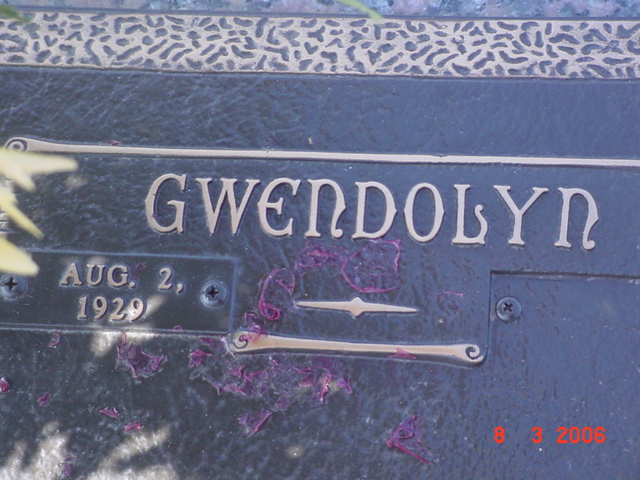 GWENDOLYN
AUG. 2,
1929
8 3 2006